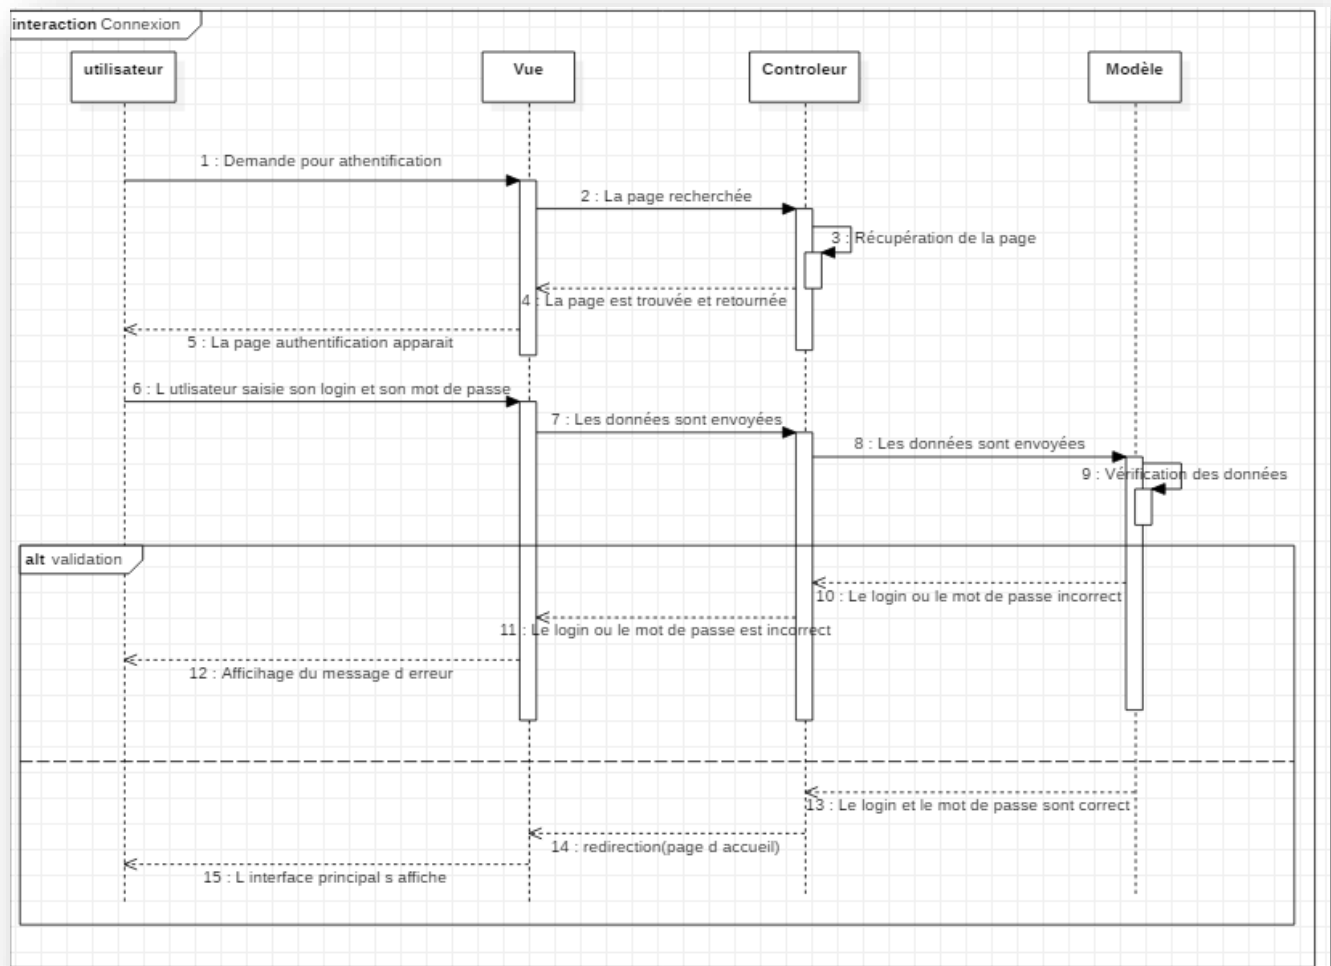 interaction Connexion
utilisateur
Vue
Controleur
Modèle
1 : Demande pour athentification
2 : La page recherchée
3 : Récupération de la page
4 : La page est trouvée et retournée
5 : La page authentification apparait
6 : L utlisateur saisie son login et son mot de passe
7 : Les données sont envoyées
8 : Les données sont envoyées
9 : Vérification des données
alt validation
10 : Le login ou le mot de passe incorrect
11 : Le login ou le mot de passe est incorrect
12 : Afficihage du message d erreur
13 : Le login et le mot de passe sont correct
14 : redirection(page d accueil)
15 : L interface principal s affiche